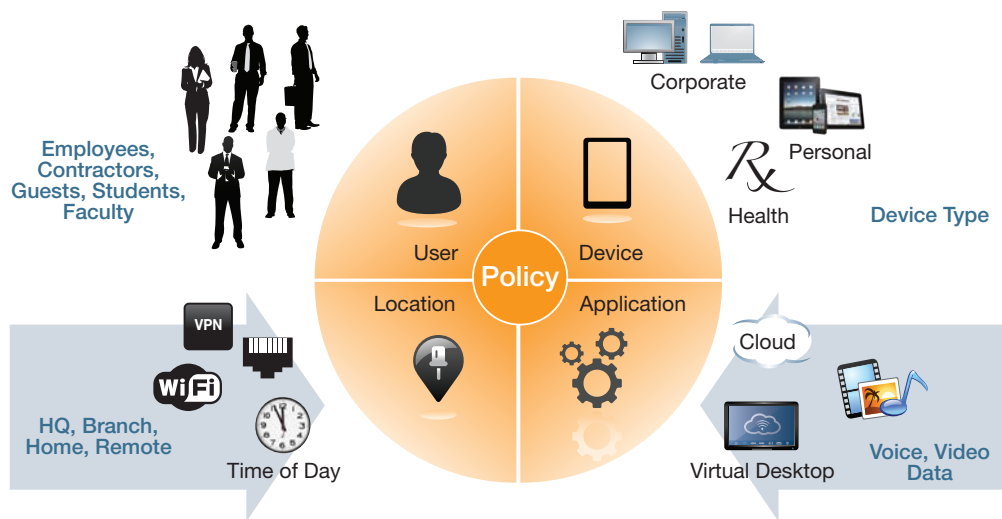 Employees,
Contractors,
Guests, Students,
Faculty
Corporate
Personal
Health
Device Type
User
Device
Policy
Location
Application
VPN
WiFi
HQ, Branch,
Home, Remote
Time of Day
Cloud
Virtual Desktop
Voice, Video
Data